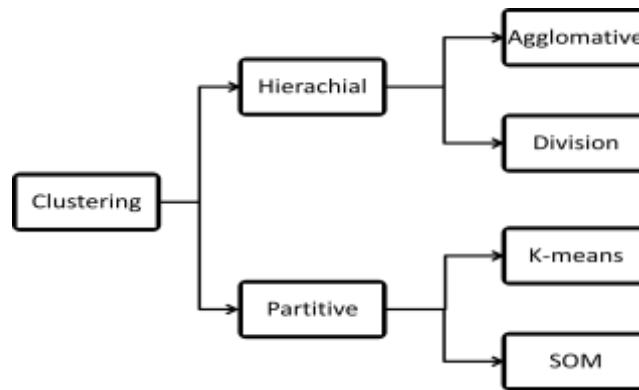 Agglomative
Hierachial
Division
Clustering
K-means
Partitive
SOM